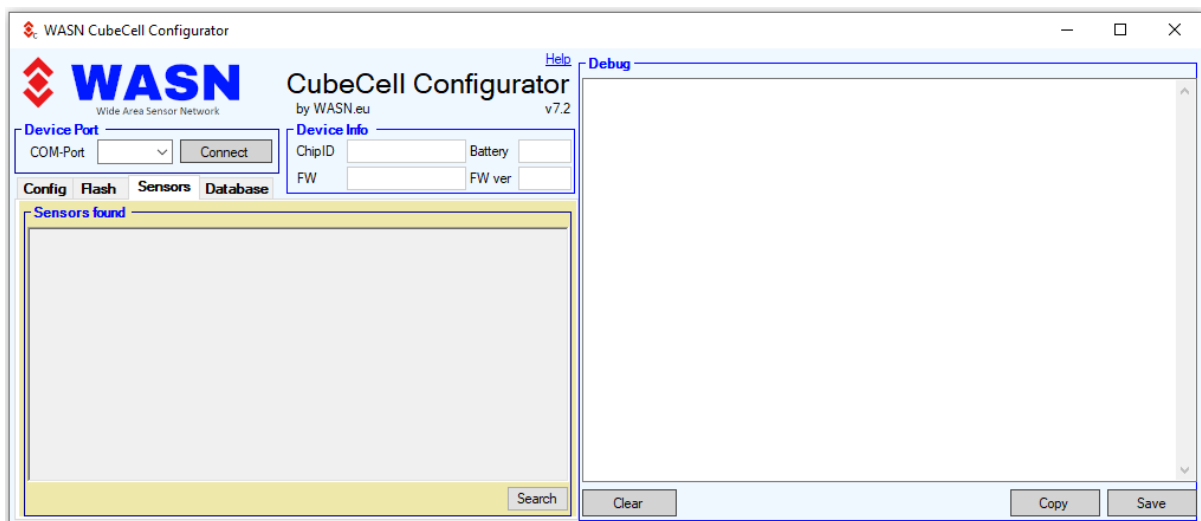 WASN CubeCell Configurator
Help
WASN
Wide Area Sensor Network
CubeCell Configurator
by WASN.eu
v7.2
Device Port
COM-Port
Connect
Device Info
ChipID
Battery
FW
FW ver
Config
Flash
Sensors
Database
Sensors found
Search
Debug
Clear
Copy
Save